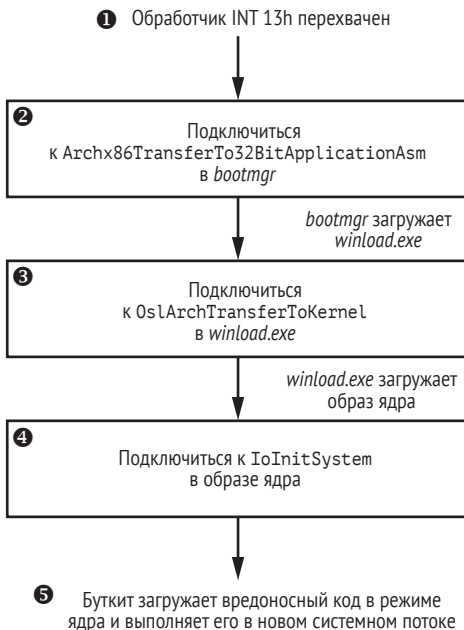 ❶ Обработчик INT 13h перехвачен
❷
Подключиться
к Archx86TransferTo32BitApplicationAsm
в bootmgr
bootmgr загружает
winload.exe
❸
Подключиться
к OslArchTransferToKernel
в winload.exe
winload.exe загружает
образ ядра
❹
Подключиться к IoInitSystem
в образе ядра
❺ Буткит загружает вредоносный код в режиме
ядра и выполняет его в новом системном потоке